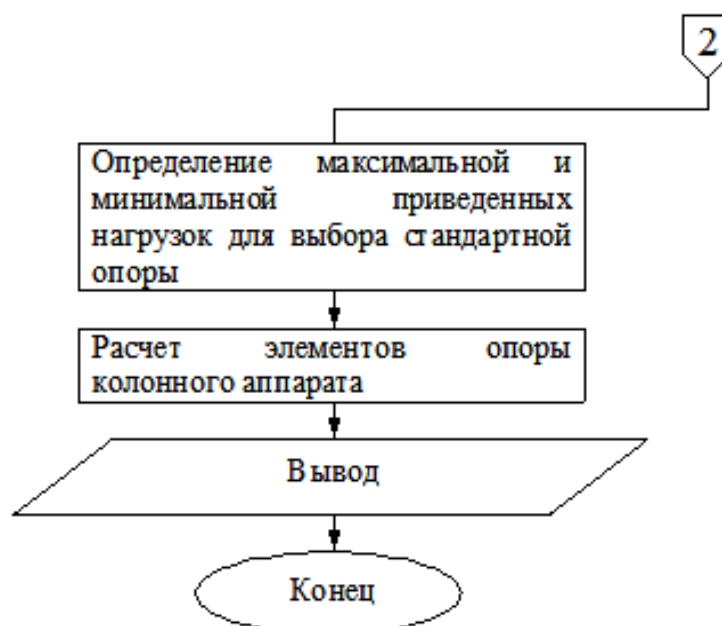 2
Определение максимальной и
минимальной приведенных
нагрузок для выбора стандартной
опоры
Расчет элементов опоры
колонного аппарата
Вывод
Конец